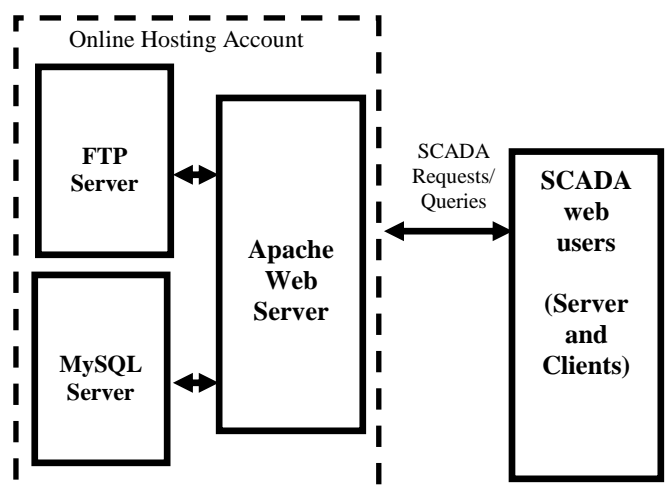 Online Hosting Account
FTP
Server
Apache
Web
Server
MySQL
Server
SCADA
Requests/
Queries
SCADA
web
users
(Server
and
Clients)